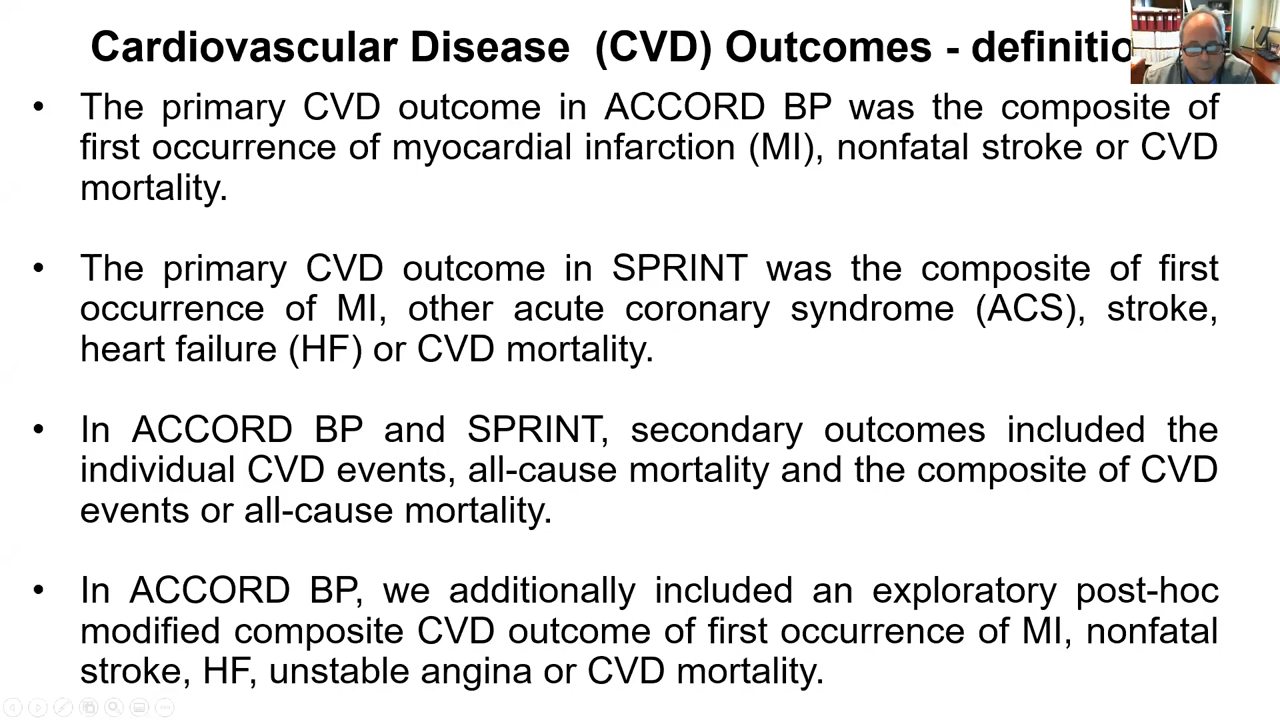 Cardiovascular Disease (CVD) Outcomes -
• The primary CVD outcome in ACCORD BP was the composite of
first occurrence of myocardial infarction (MI), nonfatal stroke or CVD
mortality.
• The primary CVD outcome in SPRINT was the composite of first
occurrence of MI, other acute coronary syndrome (ACS), stroke,
heart failure (HF) or CVD mortality.
• In ACCORD BP and SPRINT, secondary outcomes included the
individual CVD events, all-cause mortality and the composite of CVD
events or all-cause mortality.
• In ACCORD BP, we additionally included an exploratory post-hoc
modified composite CVD outcome of first occurrence of MI, nonfatal
stroke, HF, unstable angina or CVD mortality.